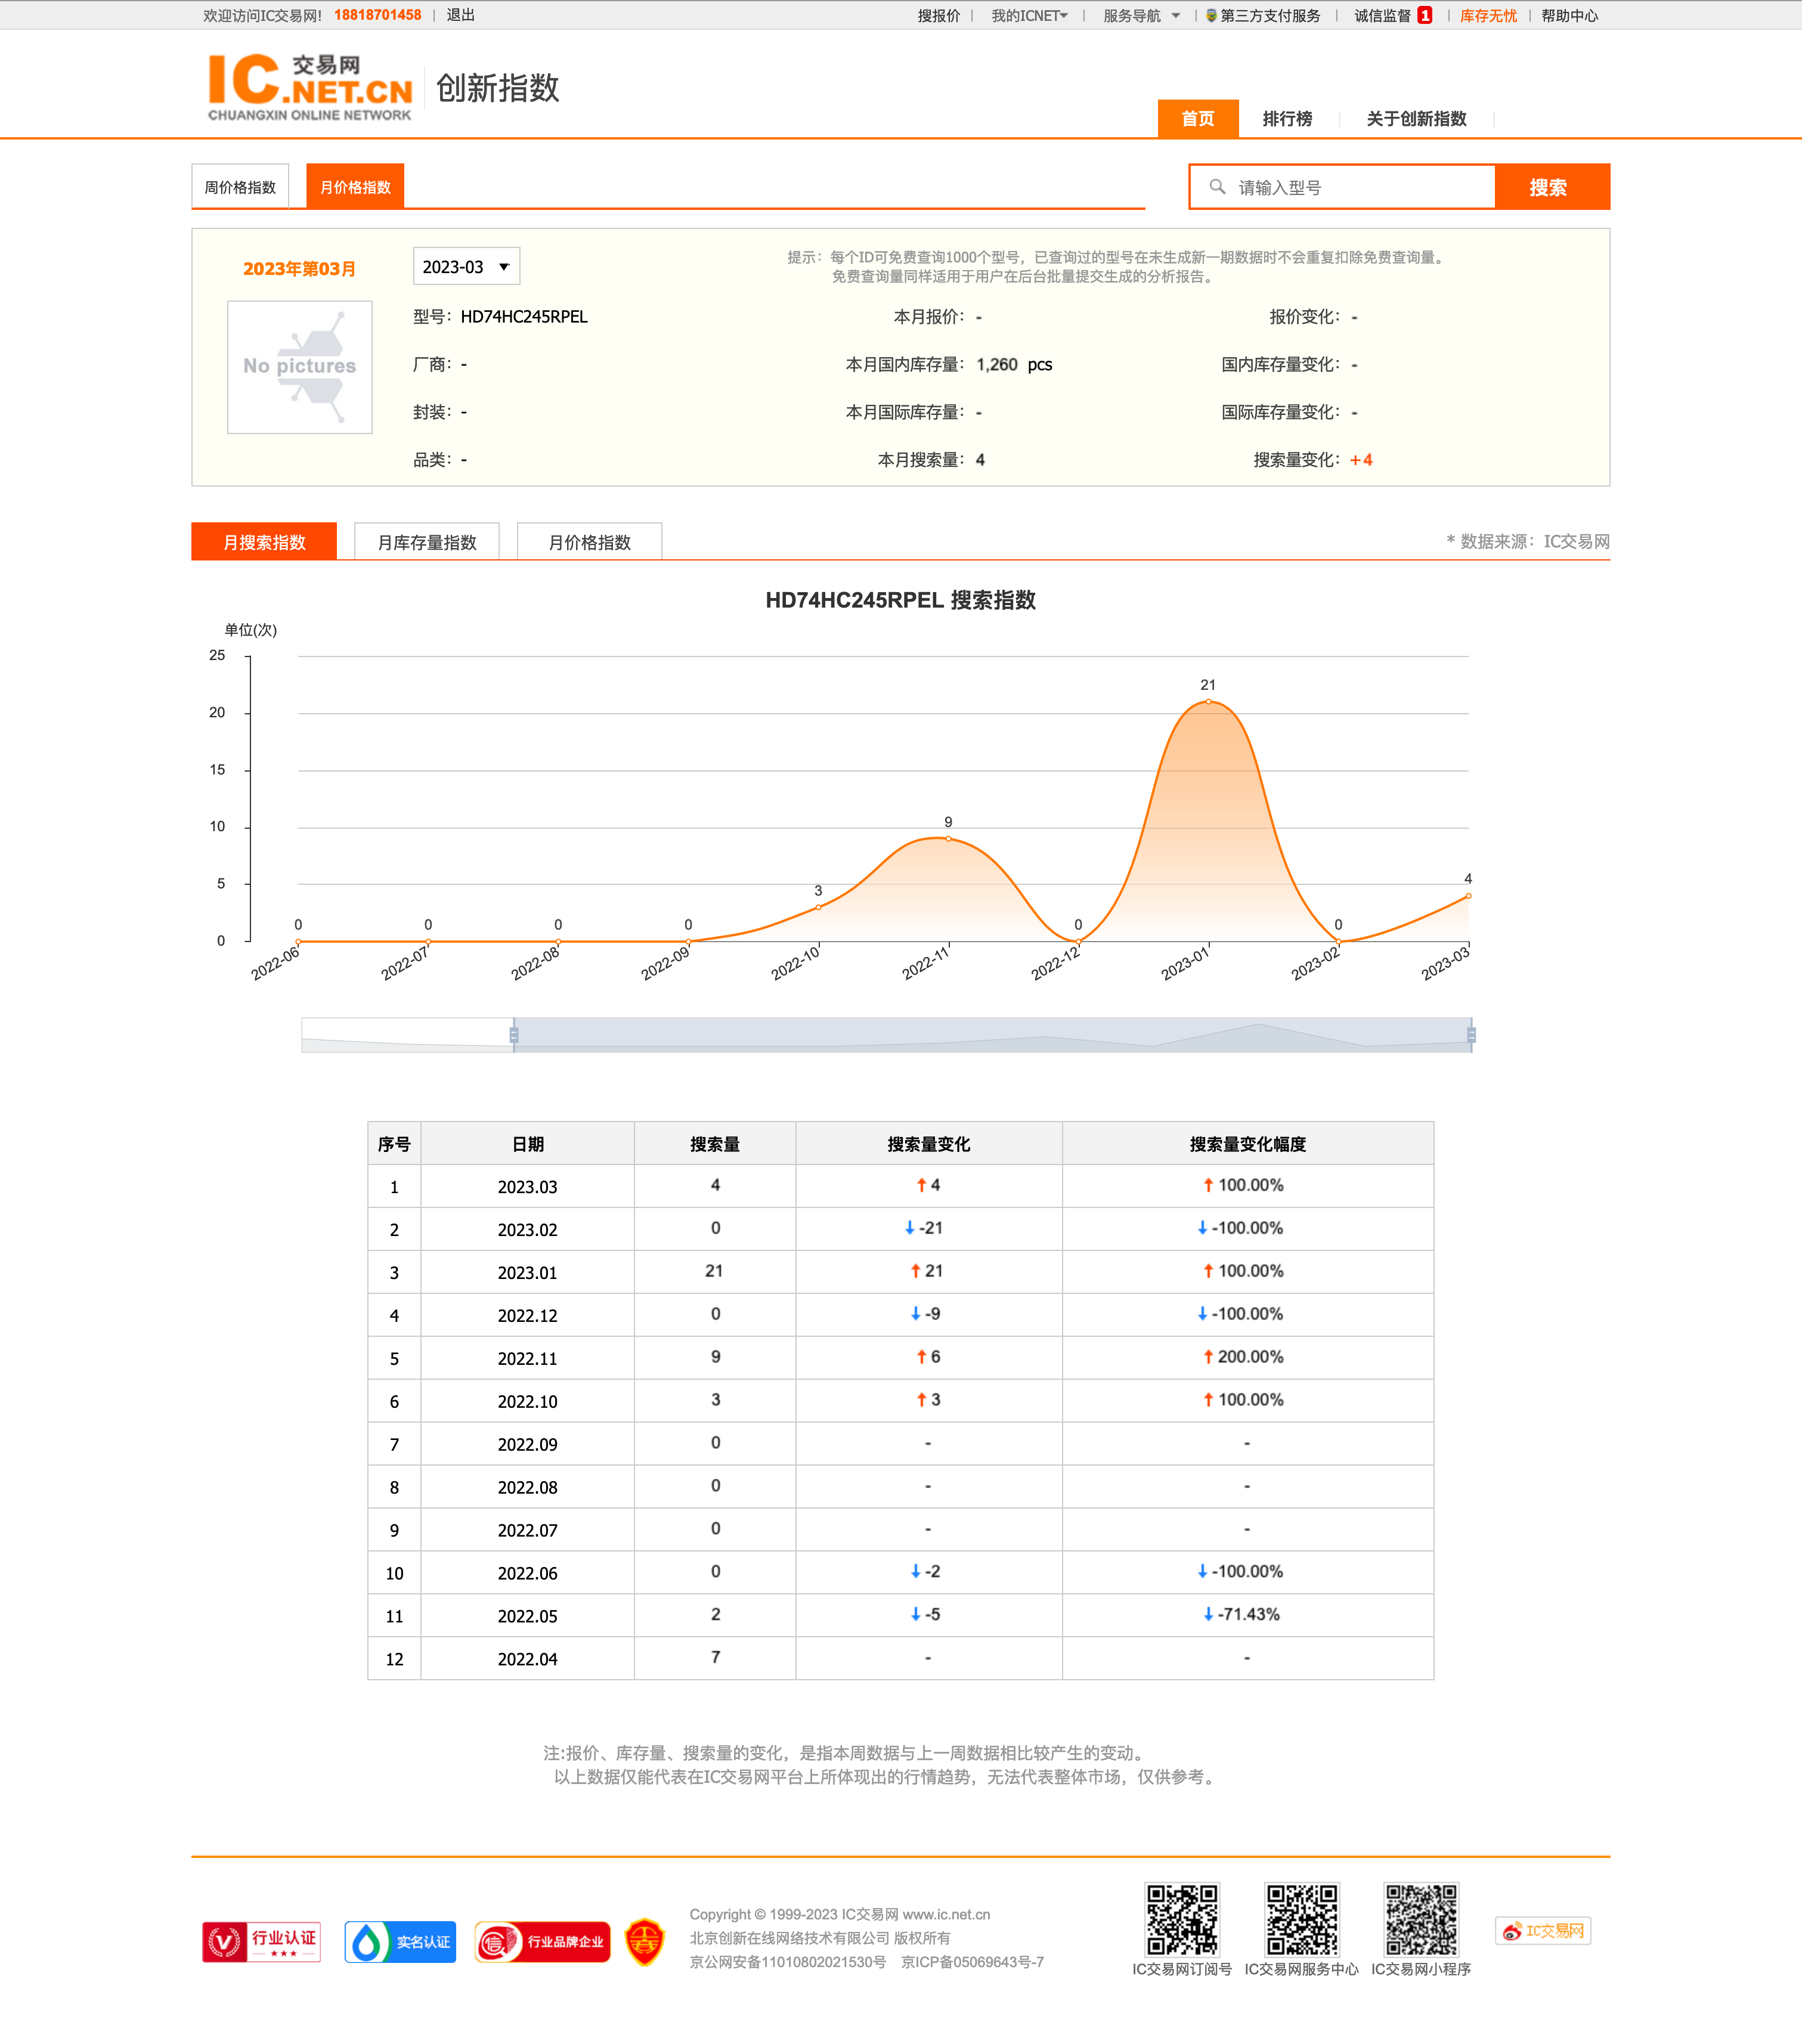 欢迎访问IC交易网! 18818701458 | 退出 搜报价 | 我的ICNET | 服务导航 | 第三方支付服务 | 诚信监督 1 | 库存无忧 | 帮助中心
IC交易网
.NET.CN
CHUANGXIN ONLINE NETWORK
创新指数
首页 排行榜 关于创新指数
周价格指数 月价格指数 请输入型号 搜索
2023年第03月 2023-03
提示：每个ID可免费查询1000个型号，已查询过的型号在未生成新一期数据时不会重复扣除免费查询量。
免费查询量同样适用于用户在后台批量提交生成的分析报告。
No pictures
型号：HD74HC245RPEL 本月报价：- 报价变化：-
厂商：- 本月国内库存量：1,260 pcs 国内库存量变化：-
封装：- 本月国际库存量：- 国际库存量变化：-
品类：- 本月搜索量：4 搜索量变化：+4
月搜索指数 月库存量指数 月价格指数 * 数据来源：IC交易网
HD74HC245RPEL 搜索指数
单位(次)
25
21
20
15
10
9
5
3
4
0 0 0 0 0 0
0
2022-06 2022-07 2022-08 2022-09 2022-10 2022-11 2022-12 2023-01 2023-02 2023-03
序号 日期 搜索量 搜索量变化 搜索量变化幅度
1 2023.03 4 ↑4 ↑100.00%
2 2023.02 0 ↓-21 ↓-100.00%
3 2023.01 21 ↑21 ↑100.00%
4 2022.12 0 ↓-9 ↓-100.00%
5 2022.11 9 ↑6 ↑200.00%
6 2022.10 3 ↑3 ↑100.00%
7 2022.09 0 - -
8 2022.08 0 - -
9 2022.07 0 - -
10 2022.06 0 ↓-2 ↓-100.00%
11 2022.05 2 ↓-5 ↓-71.43%
12 2022.04 7 - -
注:报价、库存量、搜索量的变化，是指本周数据与上一周数据相比较产生的变动。
以上数据仅能代表在IC交易网平台上所体现出的行情趋势，无法代表整体市场，仅供参考。
V 行业认证
实名认证
信 行业品牌企业
Copyright © 1999-2023 IC交易网 www.ic.net.cn
北京创新在线网络技术有限公司 版权所有
京公网安备11010802021530号 京ICP备05069643号-7
IC交易网订阅号 IC交易网服务中心 IC交易网小程序
IC交易网